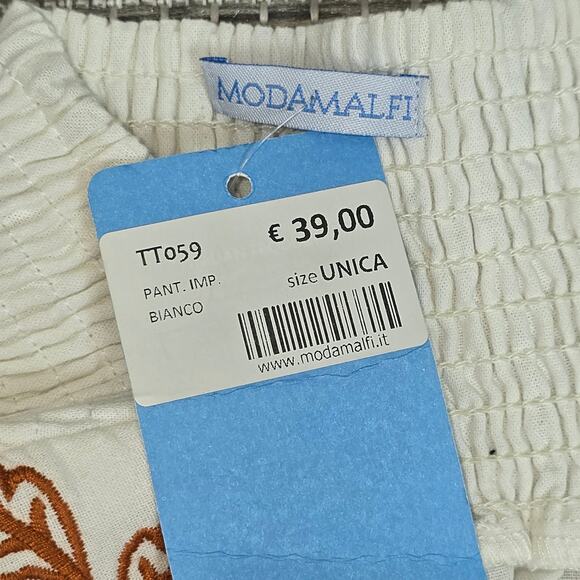 MODAMALFI
TT059 € 39,00
PANT. IMP. size UNICA
BIANCO
www.modamalfi.it